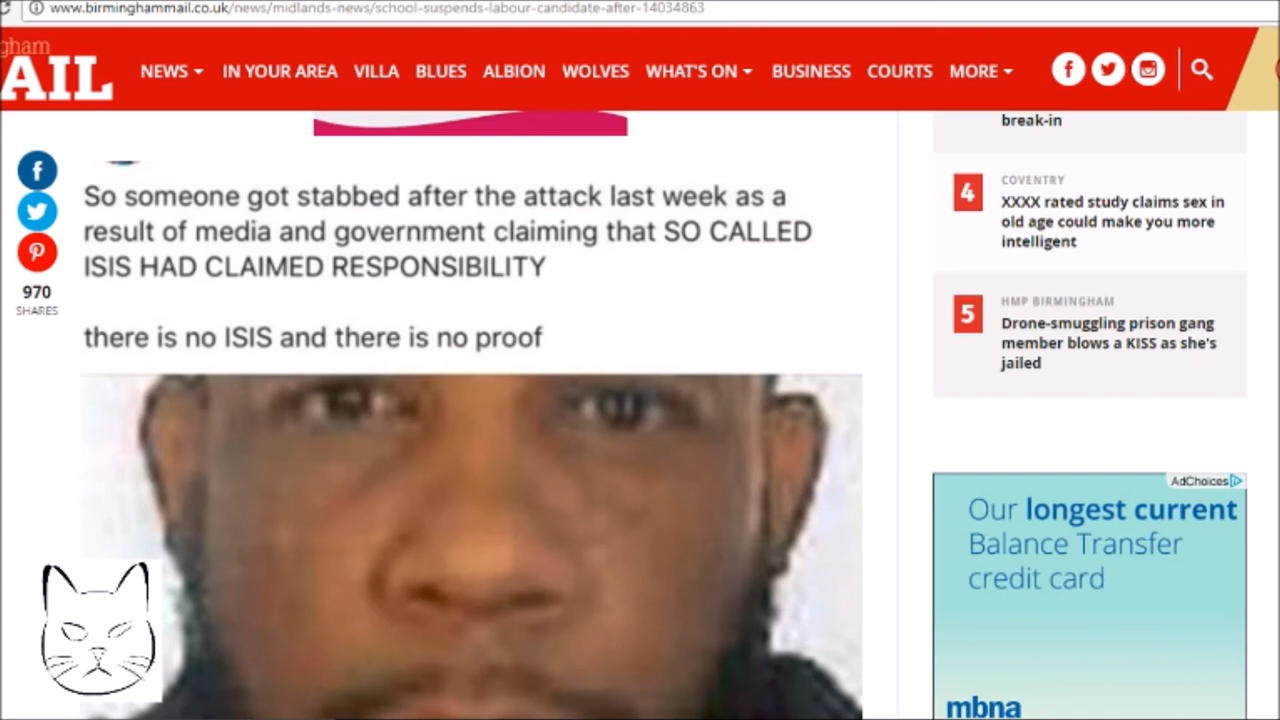 www.birminghammail.co.uk/news/midlands-news/school-suspends-labour-candidate-after-14034863
gham
AIL
NEWS IN YOUR AREA VILLA BLUES ALBION WOLVES WHAT'S ON BUSINESS COURTS MORE
break-in
970
SHARES
So someone got stabbed after the attack last week as a
result of media and government claiming that SO CALLED
ISIS HAD CLAIMED RESPONSIBILITY
there is no ISIS and there is no proof
4
COVENTRY
XXXX rated study claims sex in
old age could make you more
intelligent
5
HMP BIRMINGHAM
Drone-smuggling prison gang
member blows a KISS as she's
jailed
AdChoices
Our longest current
Balance Transfer
credit card
mbna